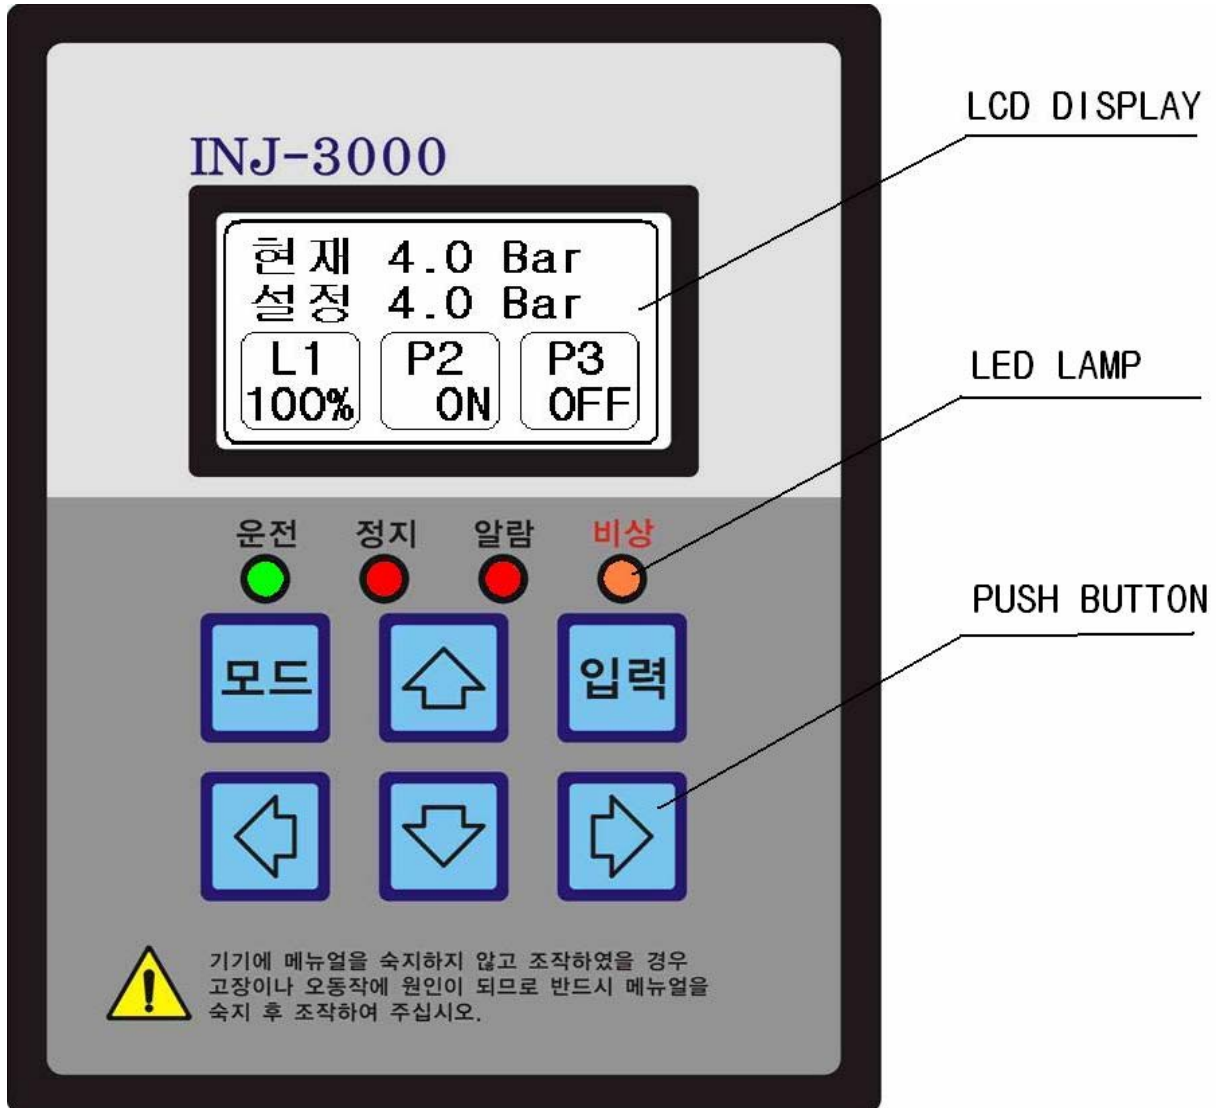 INJ-3000
현재 4.0 Bar
설정 4.0 Bar
L1 P2 P3
100% ON OFF
운전 정지 알람 비상
모드 입력
기기에 메뉴얼을 숙지하지 않고 조작하였을 경우
고장이나 오동작에 원인이 되므로 반드시 메뉴얼을
숙지 후 조작하여 주십시오.
LCD DISPLAY
LED LAMP
PUSH BUTTON